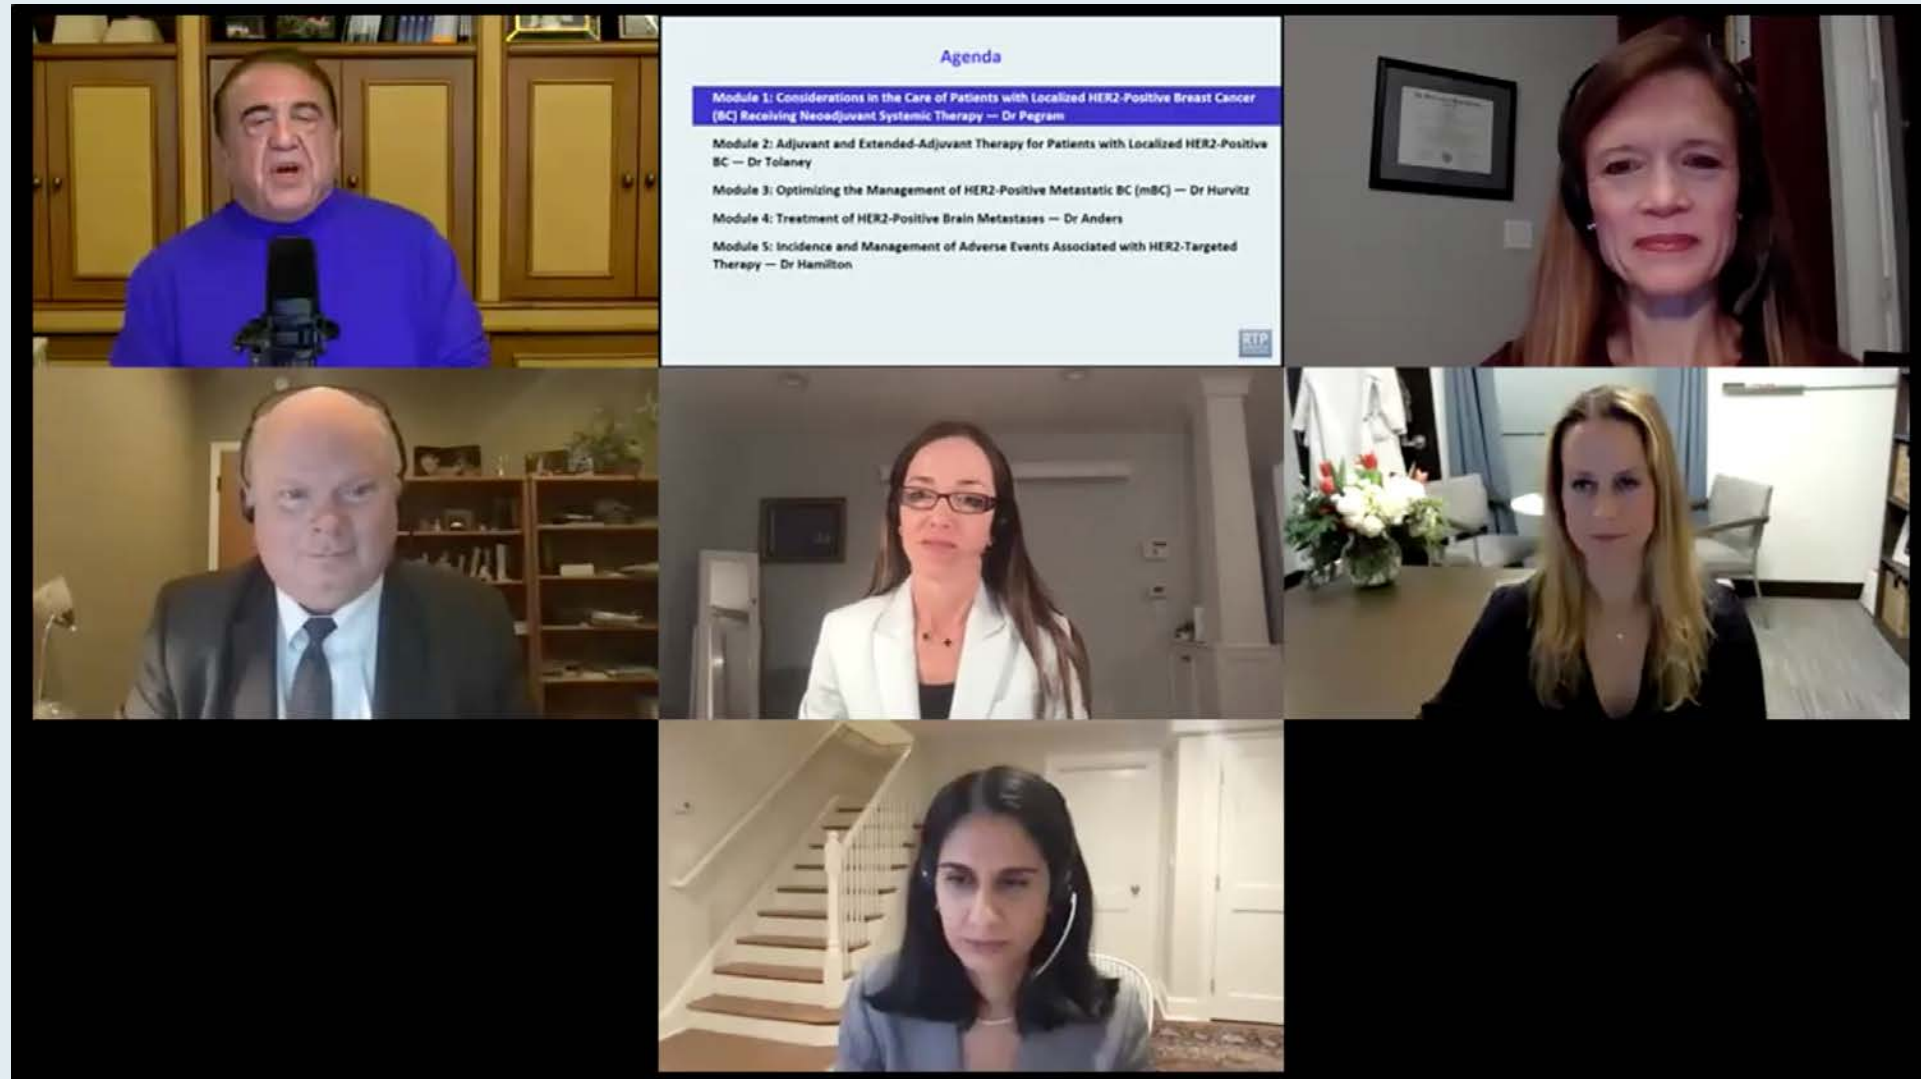 Agenda
Module 1: Considerations in the Care of Patients with Localized HER2-Positive Breast Cancer
(BC) Receiving Neoadjuvant Systemic Therapy — Dr Pegram
Module 2: Adjuvant and Extended-Adjuvant Therapy for Patients with Localized HER2-Positive
BC — Dr Tolaney
Module 3: Optimizing the Management of HER2-Positive Metastatic BC (mBC) — Dr Hurvitz
Module 4: Treatment of HER2-Positive Brain Metastases — Dr Anders
Module 5: Incidence and Management of Adverse Events Associated with HER2-Targeted
Therapy — Dr Hamilton
RTP